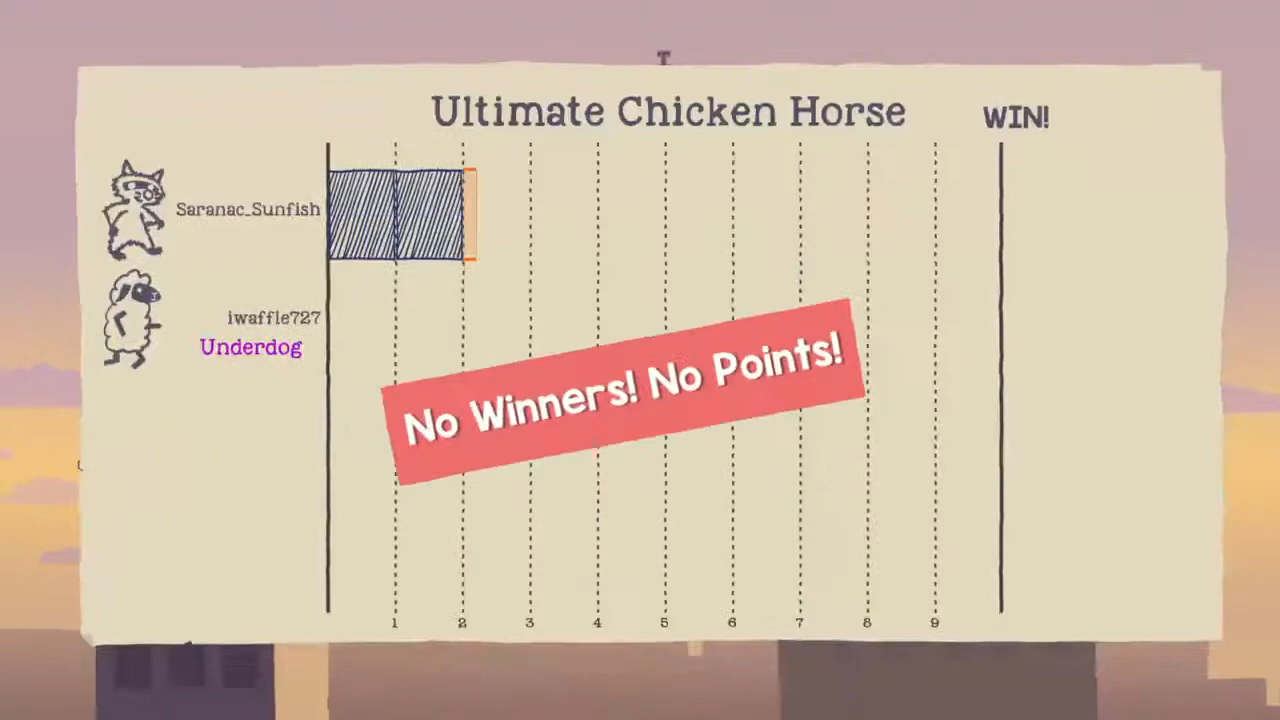 Ultimate Chicken Horse
WIN!
Saranac_Sunfish
iwaffle727
Underdog
No Winners! No Points!
1 2 3 4 5 6 7 8 9